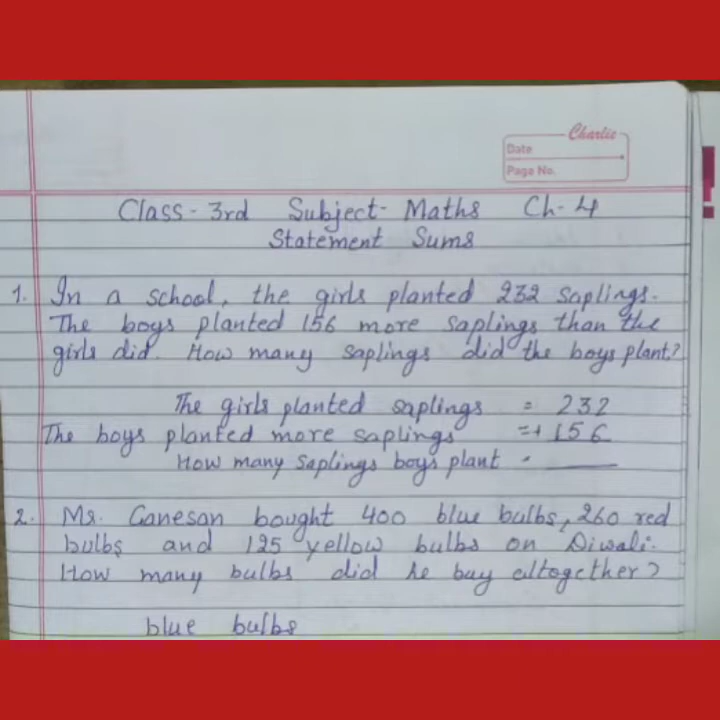 Charlie
Date
Page No.
Class - 3rd Subject - Maths Ch - 4
Statement Sums
1. In a school, the girls planted 232 saplings.
The boys planted 156 more saplings than the
girls did. How many saplings did the boys plant?
The girls planted saplings = 232
The boys planted more saplings =+ 156
How many saplings boys plant =
2. Mr. Ganesan bought 400 blue bulbs, 260 red
bulbs and 125 yellow bulbs on Diwali.
How many bulbs did he buy altogether?
blue bulbs